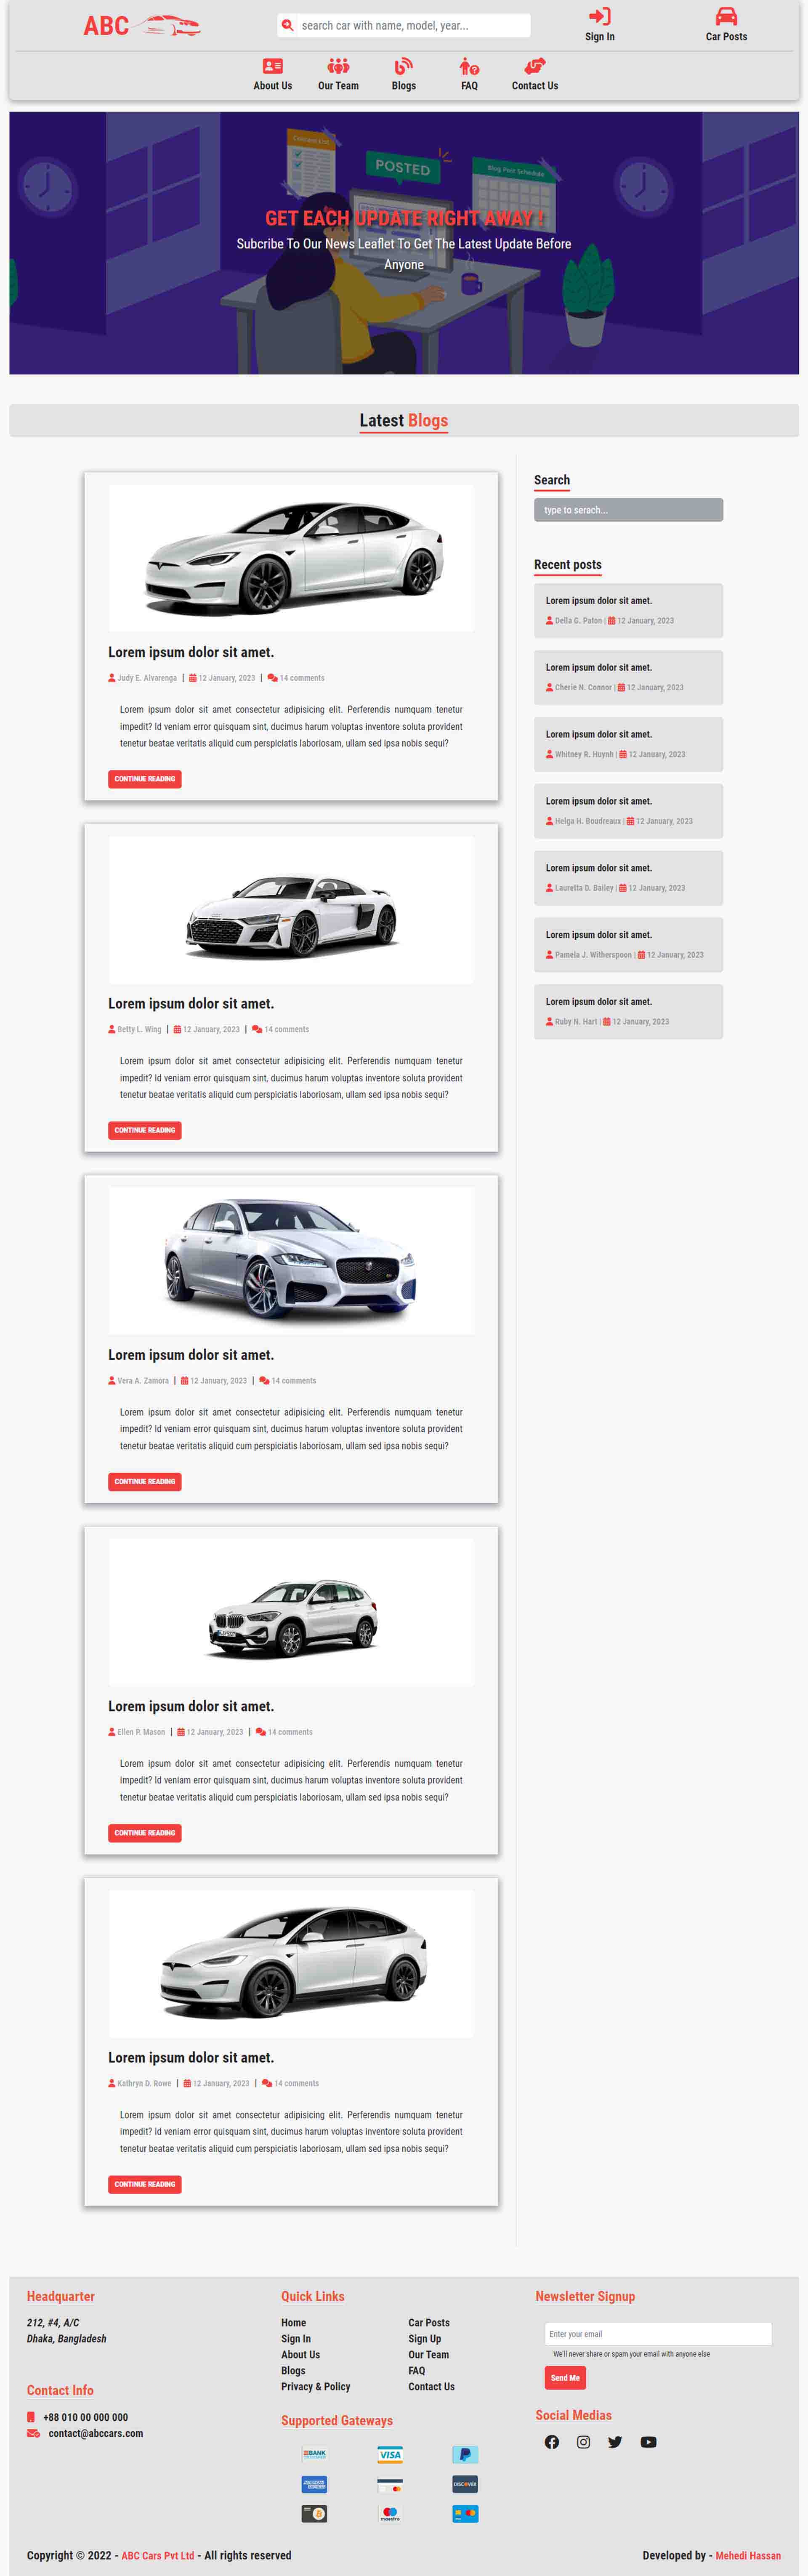 ABC
search car with name, model, year...
Sign In
Car Posts
About Us
Our Team
Blogs
FAQ
Contact Us
Content List
POSTED
Blog Post Schedule
GET EACH UPDATE RIGHT AWAY !
Subcribe To Our News Leaflet To Get The Latest Update Before
Anyone
Latest Blogs
Lorem ipsum dolor sit amet.
Judy E. Alvarenga | 12 January, 2023 | 14 comments
Lorem ipsum dolor sit amet consectetur adipisicing elit. Perferendis numquam tenetur
impedit? Id veniam error quisquam sint, ducimus harum voluptas inventore soluta provident
tenetur beatae veritatis aliquid cum perspiciatis laboriosam, ullam sed ipsa nobis sequi?
CONTINUE READING
Lorem ipsum dolor sit amet.
Betty L. Wing | 12 January, 2023 | 14 comments
Lorem ipsum dolor sit amet consectetur adipisicing elit. Perferendis numquam tenetur
impedit? Id veniam error quisquam sint, ducimus harum voluptas inventore soluta provident
tenetur beatae veritatis aliquid cum perspiciatis laboriosam, ullam sed ipsa nobis sequi?
CONTINUE READING
Lorem ipsum dolor sit amet.
Vera A. Zamora | 12 January, 2023 | 14 comments
Lorem ipsum dolor sit amet consectetur adipisicing elit. Perferendis numquam tenetur
impedit? Id veniam error quisquam sint, ducimus harum voluptas inventore soluta provident
tenetur beatae veritatis aliquid cum perspiciatis laboriosam, ullam sed ipsa nobis sequi?
CONTINUE READING
Lorem ipsum dolor sit amet.
Ellen P. Mason | 12 January, 2023 | 14 comments
Lorem ipsum dolor sit amet consectetur adipisicing elit. Perferendis numquam tenetur
impedit? Id veniam error quisquam sint, ducimus harum voluptas inventore soluta provident
tenetur beatae veritatis aliquid cum perspiciatis laboriosam, ullam sed ipsa nobis sequi?
CONTINUE READING
Lorem ipsum dolor sit amet.
Kathryn D. Rowe | 12 January, 2023 | 14 comments
Lorem ipsum dolor sit amet consectetur adipisicing elit. Perferendis numquam tenetur
impedit? Id veniam error quisquam sint, ducimus harum voluptas inventore soluta provident
tenetur beatae veritatis aliquid cum perspiciatis laboriosam, ullam sed ipsa nobis sequi?
CONTINUE READING
Search
type to serach...
Recent posts
Lorem ipsum dolor sit amet.
Della G. Paton | 12 January, 2023
Lorem ipsum dolor sit amet.
Cherie N. Connor | 12 January, 2023
Lorem ipsum dolor sit amet.
Whitney R. Huynh | 12 January, 2023
Lorem ipsum dolor sit amet.
Helga H. Boudreaux | 12 January, 2023
Lorem ipsum dolor sit amet.
Lauretta D. Bailey | 12 January, 2023
Lorem ipsum dolor sit amet.
Pamela J. Witherspoon | 12 January, 2023
Lorem ipsum dolor sit amet.
Ruby N. Hart | 12 January, 2023
Headquarter
212, #4, A/C
Dhaka, Bangladesh
Contact Info
+88 010 00 000 000
contact@abccars.com
Quick Links
Home
Sign In
About Us
Blogs
Privacy & Policy
Car Posts
Sign Up
Our Team
FAQ
Contact Us
Supported Gateways
BANK
VISA
DISCOVER
maestro
Newsletter Signup
Enter your email
We'll never share or spam your email with anyone else
Send Me
Social Medias
Copyright © 2022 - ABC Cars Pvt Ltd - All rights reserved
Developed by - Mehedi Hassan